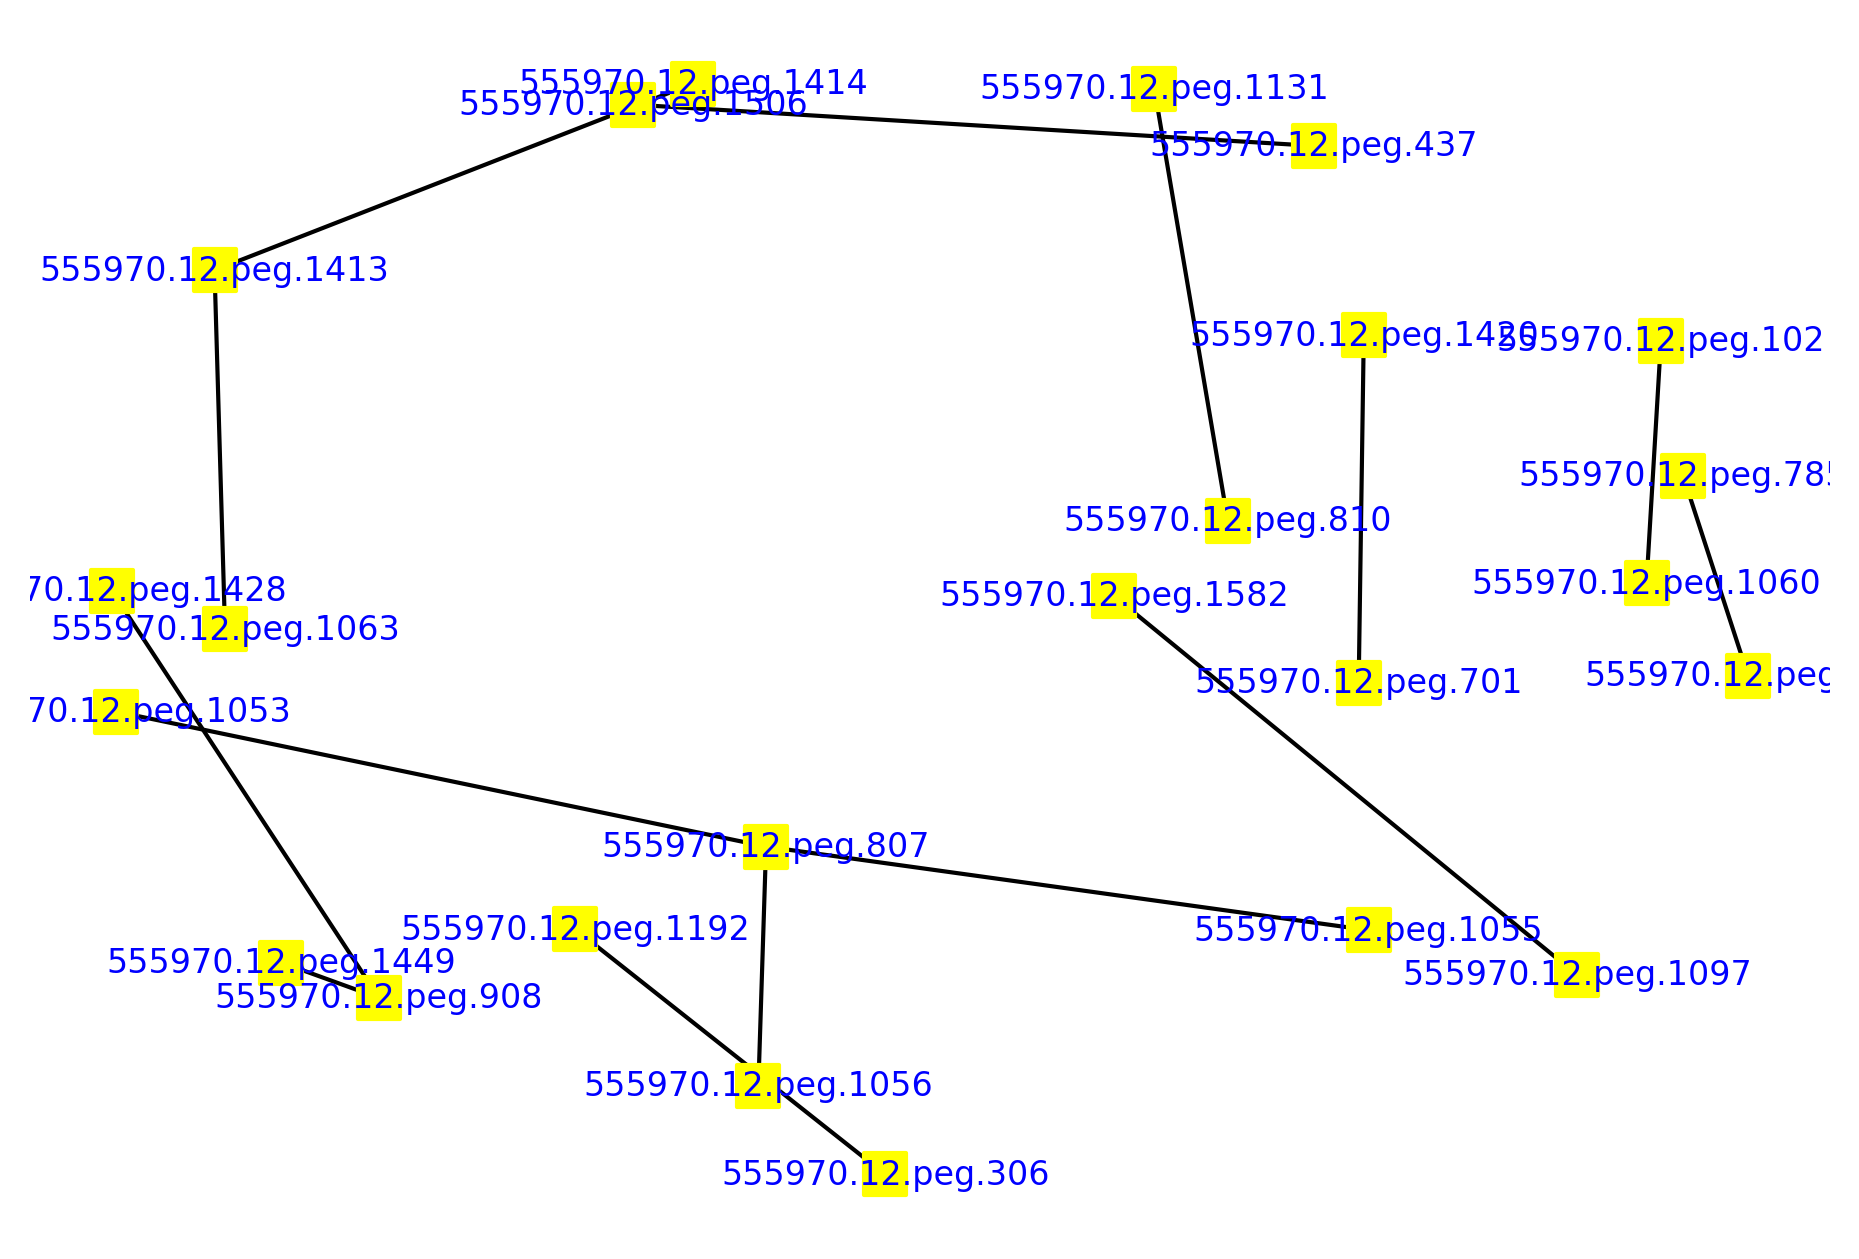 555970.12.peg.1414
555970.12.peg.1131
555970.12.peg.1506
555970.12.peg.437
555970.12.peg.1413
555970.12.peg.1420
555970.12.peg.102
555970.12.peg.785
555970.12.peg.810
555970.12.peg.1060
70.12.peg.1428
555970.12.peg.1582
555970.12.peg.1063
555970.12.peg
555970.12.peg.701
70.12.peg.1053
555970.12.peg.807
555970.12.peg.1192
555970.12.peg.1055
555970.12.peg.1449
555970.12.peg.1097
555970.12.peg.908
555970.12.peg.1056
555970.12.peg.306